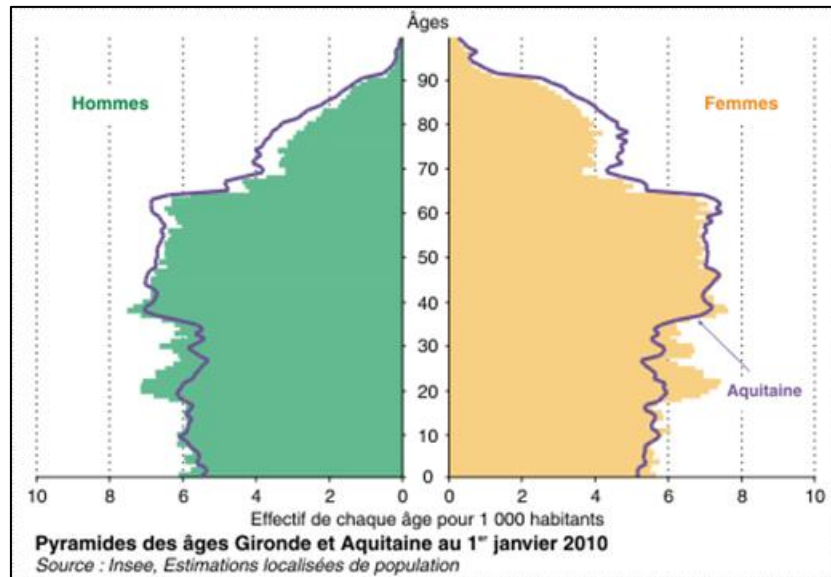 Âges
Hommes
Femmes
90
80
70
60
50
40
30
20
10
0
Aquitaine
10 8 6 4 2 0
0 2 4 6 8 10
Effectif de chaque âge pour 1 000 habitants
Pyramides des âges Gironde et Aquitaine au 1er janvier 2010
Source : Insee, Estimations localisées de population